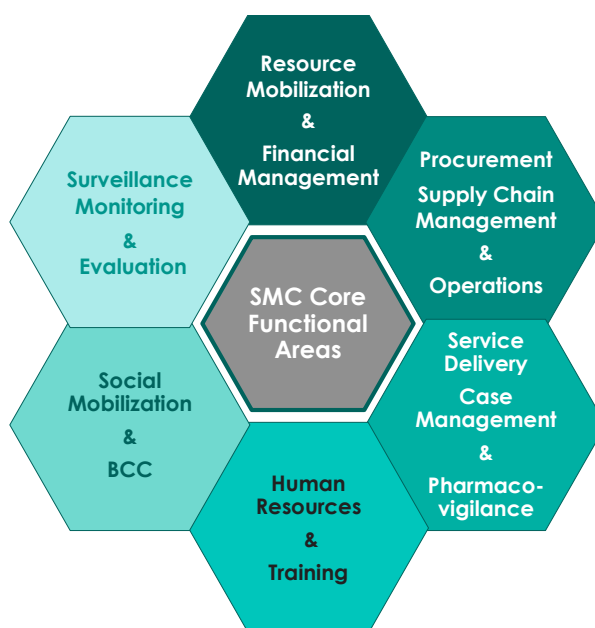 Resource
Mobilization
&
Financial
Management
Procurement
Supply Chain
Management
&
Operations
Service
Delivery
Case
Management
&
Pharmaco-
vigilance
Human
Resources
&
Training
Social
Mobilization
&
BCC
Surveillance
Monitoring
&
Evaluation
SMC Core
Functional
Areas